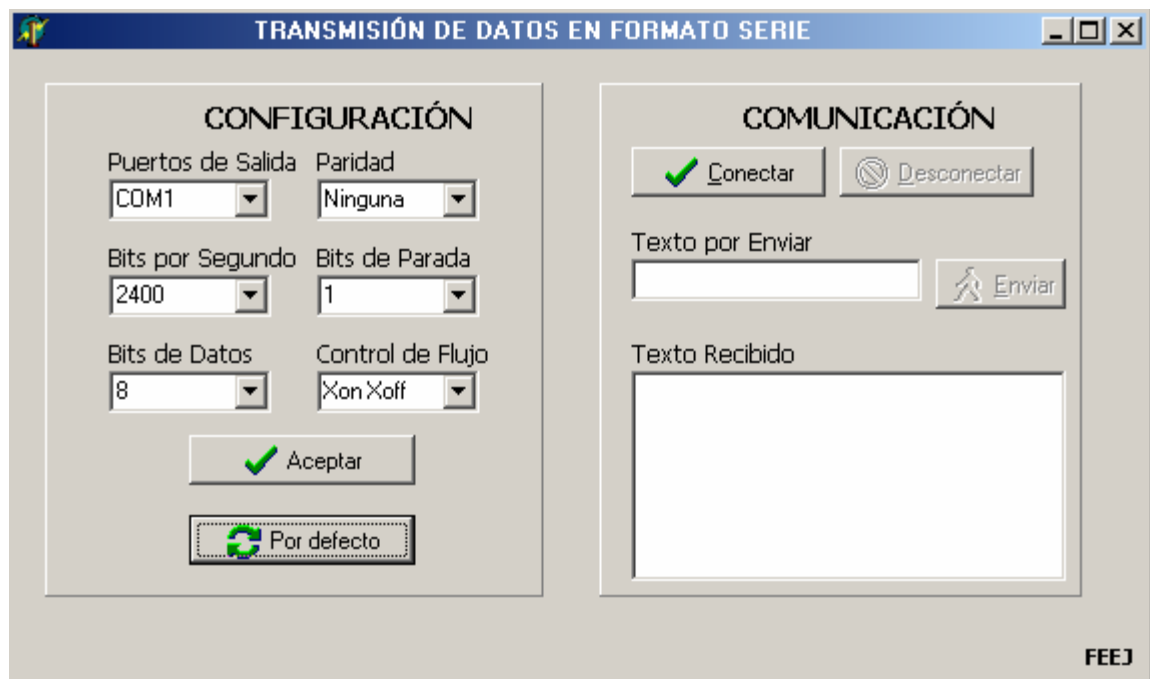 TRANSMISIÓN DE DATOS EN FORMATO SERIE
CONFIGURACIÓN
Puertos de Salida Paridad
COM1 Ninguna
Bits por Segundo Bits de Parada
2400 1
Bits de Datos Control de Flujo
8 Xon Xoff
Aceptar
Por defecto
COMUNICACIÓN
Conectar Desconectar
Texto por Enviar
Enviar
Texto Recibido
FEEJ